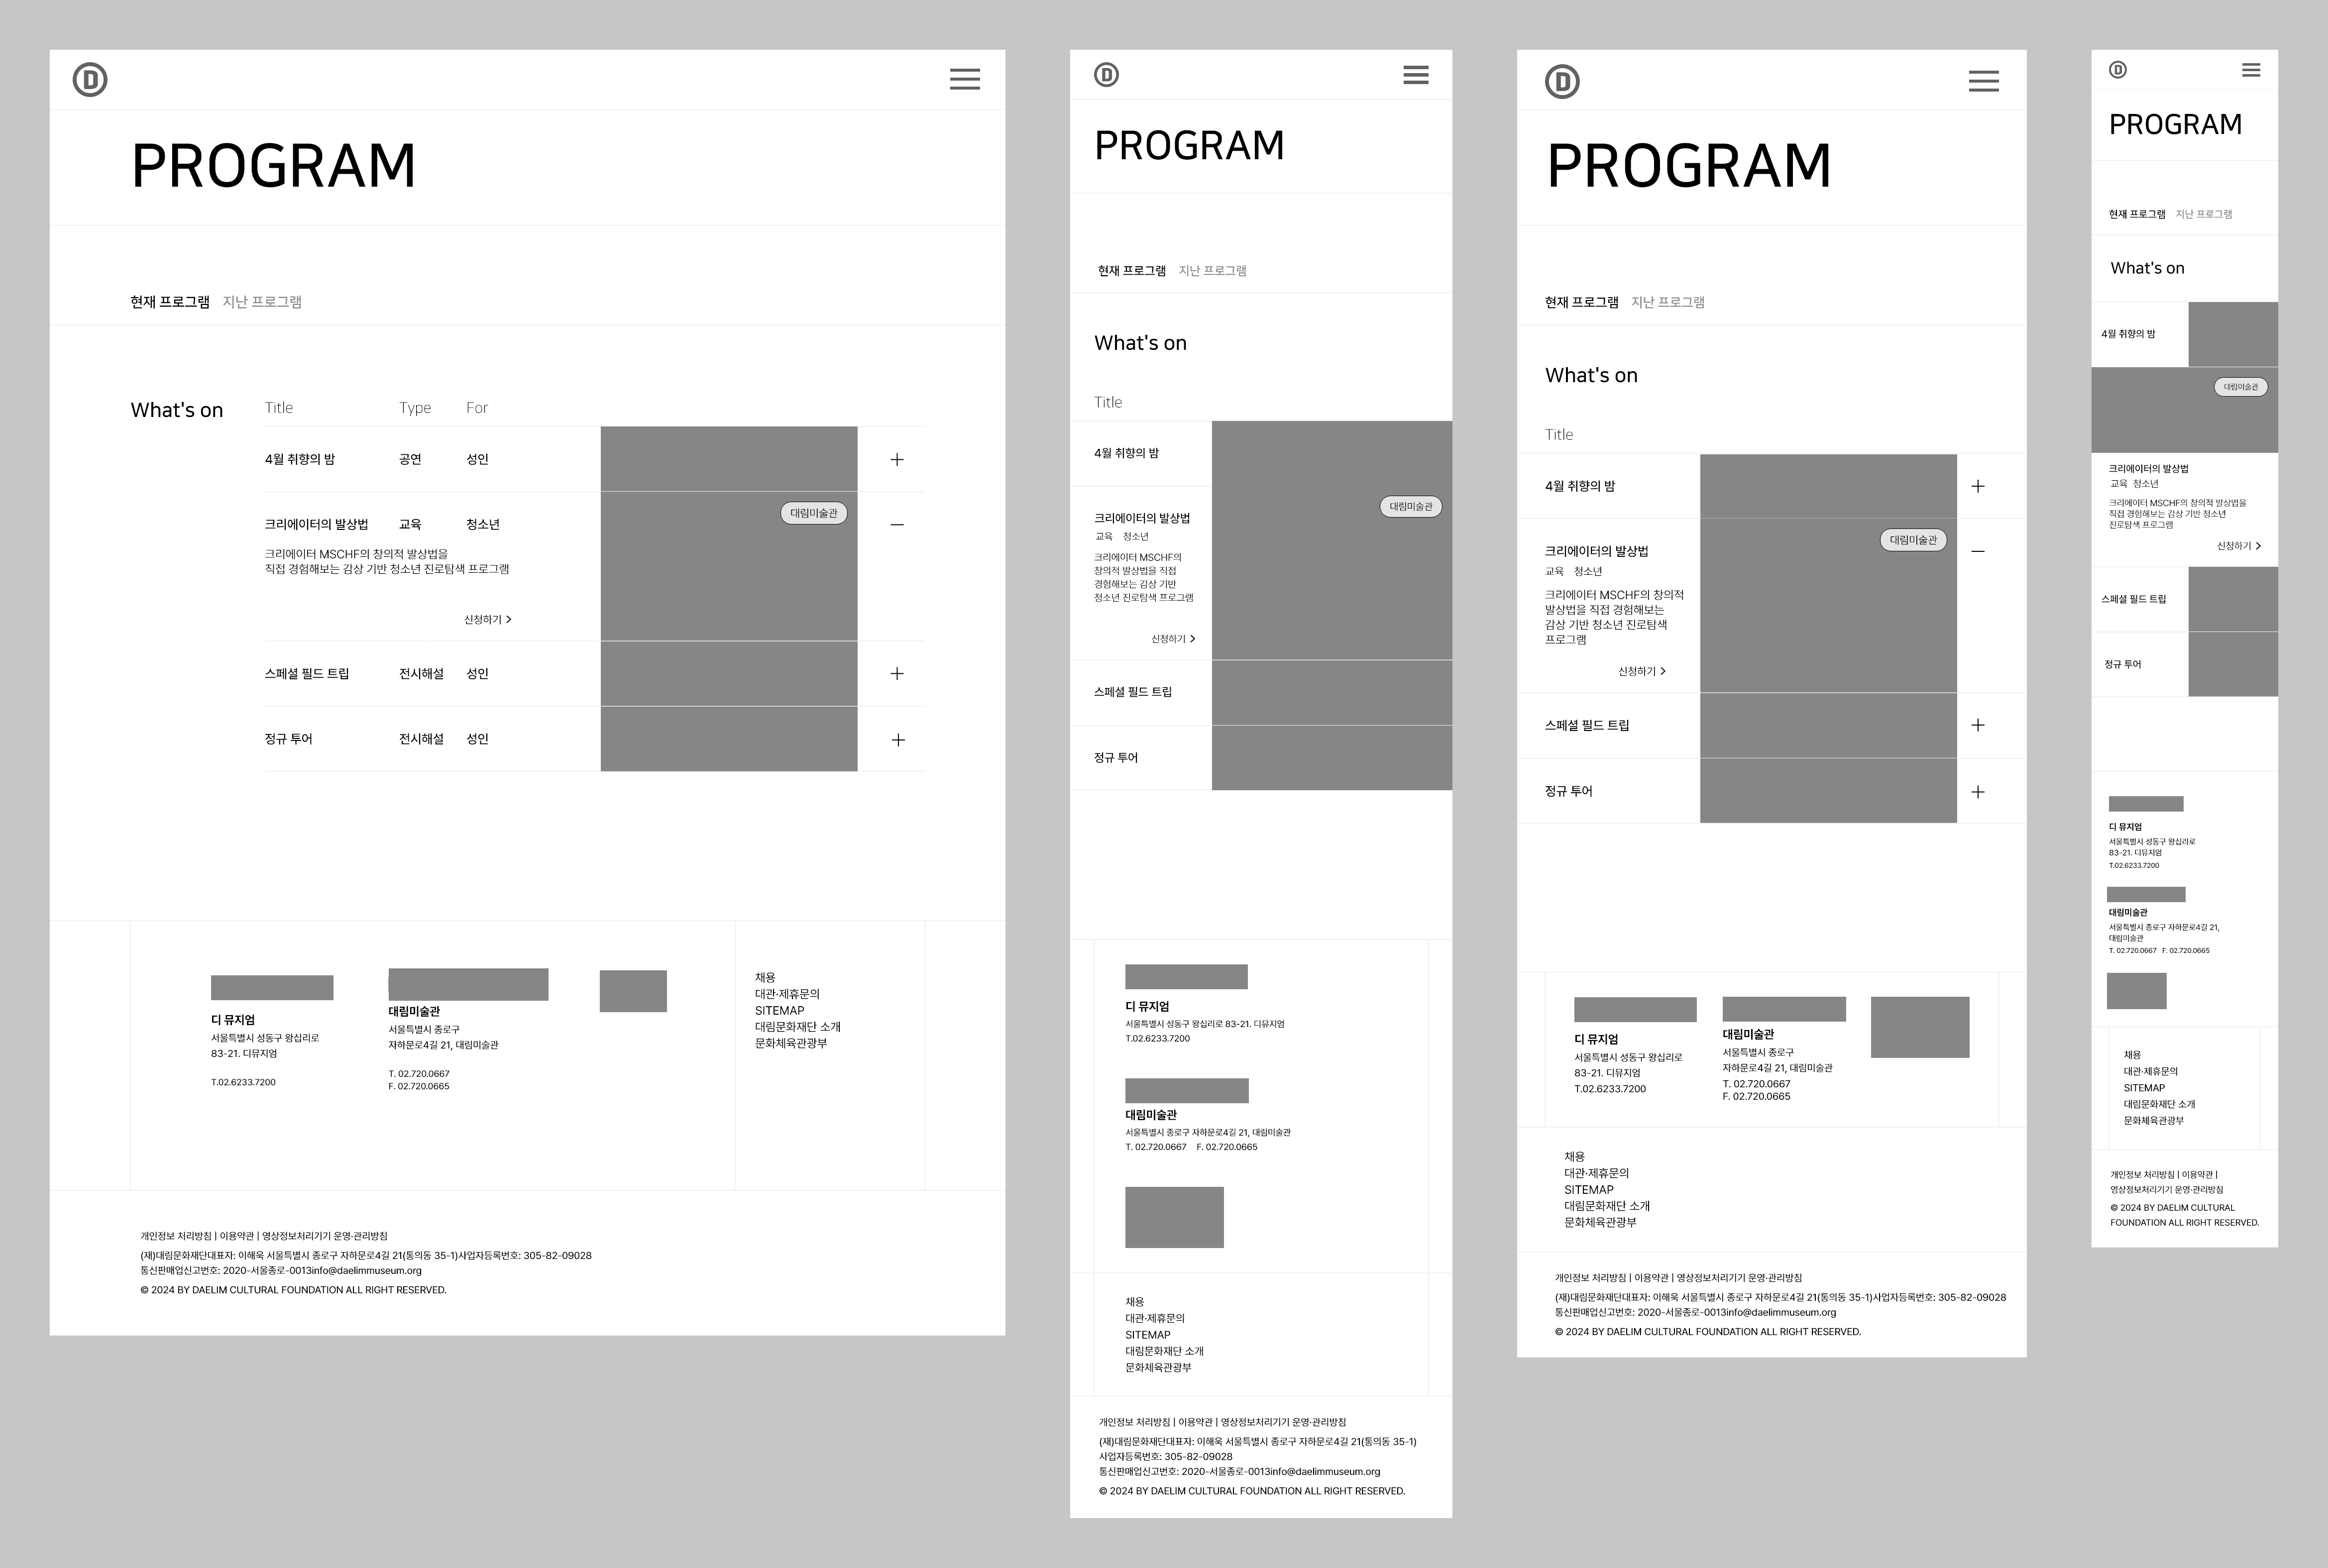 D
PROGRAM
현재 프로그램 지난 프로그램
What's on
Title Type For
4월 취향의 밤 공연 성인
대림미술관
크리에이터의 발상법 교육 청소년
크리에이터 MSCHF의 창의적 발상법을
직접 경험해보는 감상 기반 청소년 진로탐색 프로그램
신청하기
스페셜 필드 트립 전시해설 성인
정규 투어 전시해설 성인
디 뮤지엄
서울특별시 성동구 왕십리로
83-21. 디뮤지엄
T.02.6233.7200
대림미술관
서울특별시 종로구
자하문로4길 21, 대림미술관
T. 02.720.0667
F. 02.720.0665
채용
대관·제휴문의
SITEMAP
대림문화재단 소개
문화체육관광부
개인정보 처리방침 | 이용약관 | 영상정보처리기기 운영·관리방침
(재)대림문화재단대표자: 이해욱 서울특별시 종로구 자하문로4길 21(통의동 35-1)사업자등록번호: 305-82-09028
통신판매업신고번호: 2020-서울종로-0013info@daelimmuseum.org
© 2024 BY DAELIM CULTURAL FOUNDATION ALL RIGHT RESERVED.
D
PROGRAM
현재 프로그램 지난 프로그램
What's on
Title
4월 취향의 밤
대림미술관
크리에이터의 발상법
교육 청소년
크리에이터 MSCHF의
창의적 발상법을 직접
경험해보는 감상 기반
청소년 진로탐색 프로그램
신청하기
스페셜 필드 트립
정규 투어
디 뮤지엄
서울특별시 성동구 왕십리로 83-21. 디뮤지엄
T.02.6233.7200
대림미술관
서울특별시 종로구 자하문로4길 21, 대림미술관
T. 02.720.0667 F. 02.720.0665
채용
대관·제휴문의
SITEMAP
대림문화재단 소개
문화체육관광부
개인정보 처리방침 | 이용약관 | 영상정보처리기기 운영·관리방침
(재)대림문화재단대표자: 이해욱 서울특별시 종로구 자하문로4길 21(통의동 35-1)
사업자등록번호: 305-82-09028
통신판매업신고번호: 2020-서울종로-0013info@daelimmuseum.org
© 2024 BY DAELIM CULTURAL FOUNDATION ALL RIGHT RESERVED.
D
PROGRAM
현재 프로그램 지난 프로그램
What's on
Title
4월 취향의 밤
대림미술관
크리에이터의 발상법
교육 청소년
크리에이터 MSCHF의 창의적
발상법을 직접 경험해보는
감상 기반 청소년 진로탐색
프로그램
신청하기
스페셜 필드 트립
정규 투어
디 뮤지엄
서울특별시 성동구 왕십리로
83-21. 디뮤지엄
T.02.6233.7200
대림미술관
서울특별시 종로구
자하문로4길 21, 대림미술관
T. 02.720.0667
F. 02.720.0665
채용
대관·제휴문의
SITEMAP
대림문화재단 소개
문화체육관광부
개인정보 처리방침 | 이용약관 | 영상정보처리기기 운영·관리방침
(재)대림문화재단대표자: 이해욱 서울특별시 종로구 자하문로4길 21(통의동 35-1)사업자등록번호: 305-82-09028
통신판매업신고번호: 2020-서울종로-0013info@daelimmuseum.org
© 2024 BY DAELIM CULTURAL FOUNDATION ALL RIGHT RESERVED.
D
PROGRAM
현재 프로그램 지난 프로그램
What's on
4월 취향의 밤
대림미술관
크리에이터의 발상법
교육 청소년
크리에이터 MSCHF의 창의적 발상법을
직접 경험해보는 감상 기반 청소년
진로탐색 프로그램
신청하기
스페셜 필드 트립
정규 투어
디 뮤지엄
서울특별시 성동구 왕십리로
83-21. 디뮤지엄
T.02.6233.7200
대림미술관
서울특별시 종로구 자하문로4길 21,
대림미술관
T. 02.720.0667 F. 02.720.0665
채용
대관·제휴문의
SITEMAP
대림문화재단 소개
문화체육관광부
개인정보 처리방침 | 이용약관 |
영상정보처리기기 운영·관리방침
© 2024 BY DAELIM CULTURAL
FOUNDATION ALL RIGHT RESERVED.